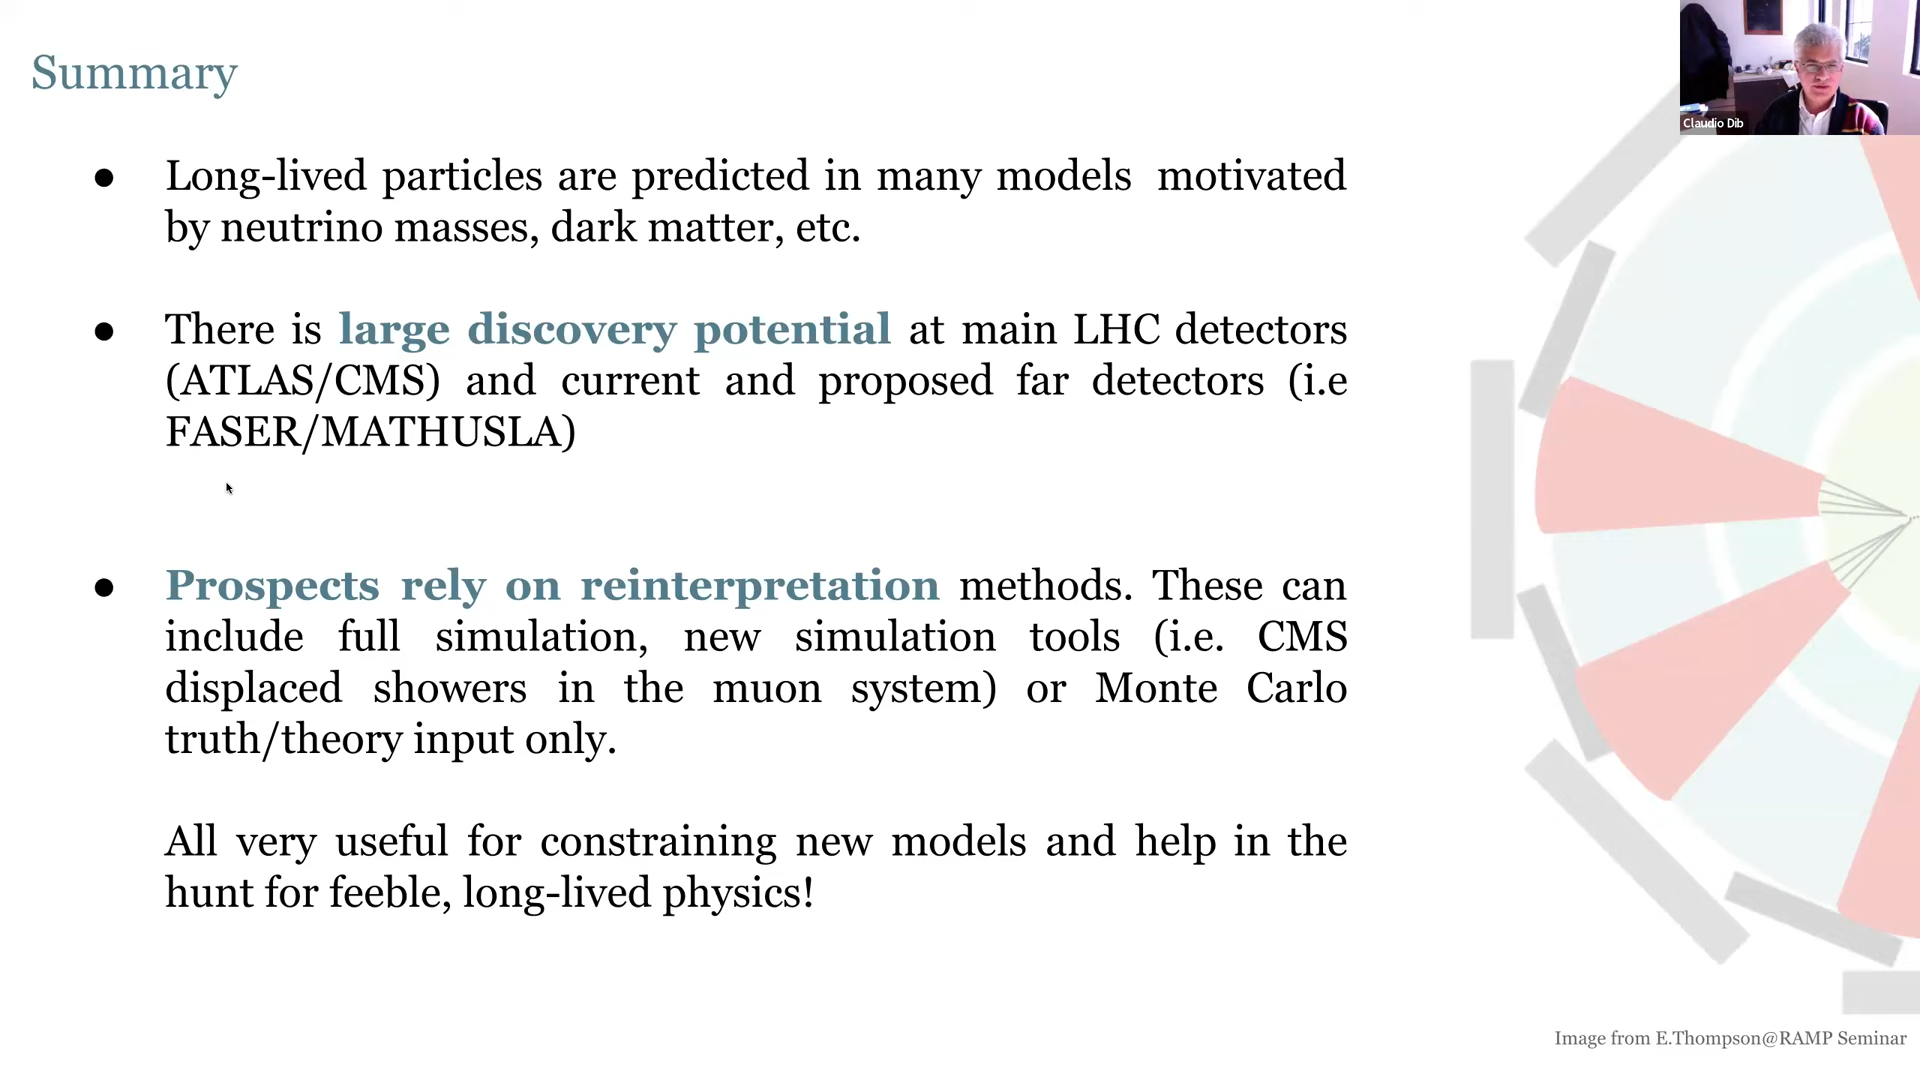 Summary
Claudio Dib
● Long-lived particles are predicted in many models motivated
by neutrino masses, dark matter, etc.
● There is large discovery potential at main LHC detectors
(ATLAS/CMS) and current and proposed far detectors (i.e
FASER/MATHUSLA)
● Prospects rely on reinterpretation methods. These can
include full simulation, new simulation tools (i.e. CMS
displaced showers in the muon system) or Monte Carlo
truth/theory input only.
All very useful for constraining new models and help in the
hunt for feeble, long-lived physics!
Image from E.Thompson@RAMP Seminar